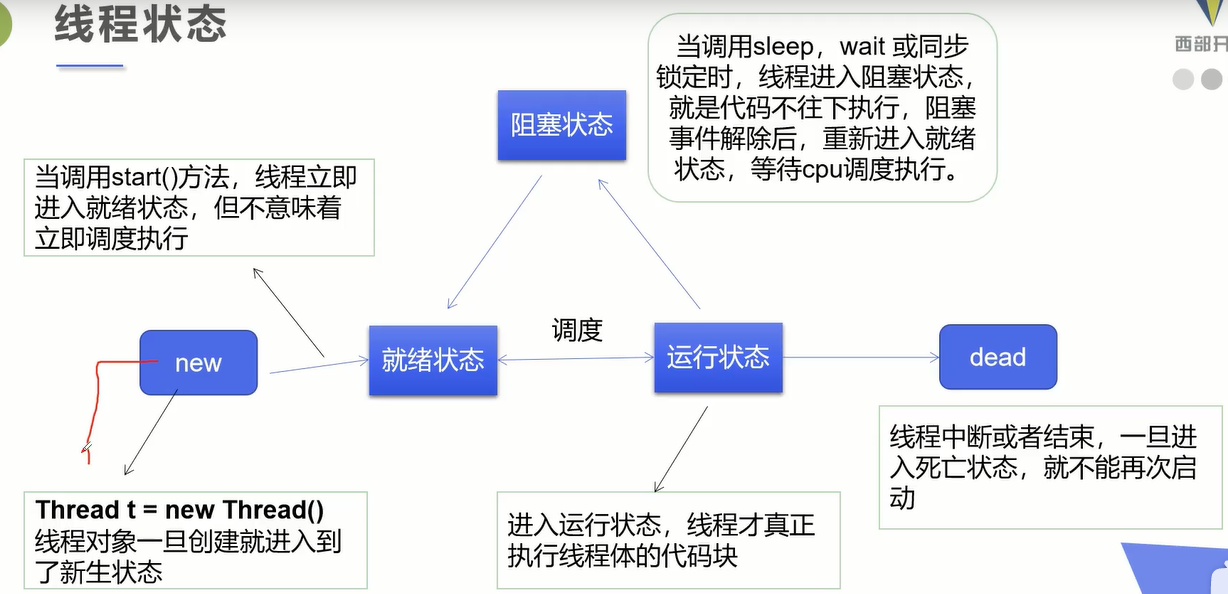 线程状态
西部开
当调用sleep，wait 或同步
锁定时，线程进入阻塞状态，
就是代码不往下执行，阻塞
事件解除后，重新进入就绪
状态，等待cpu调度执行。
阻塞状态
当调用start()方法，线程立即
进入就绪状态，但不意味着
立即调度执行
new
就绪状态
调度
运行状态
dead
线程中断或者结束，一旦进
入死亡状态，就不能再次启
动
Thread t = new Thread()
线程对象一旦创建就进入到
了新生状态
进入运行状态，线程才真正
执行线程体的代码块